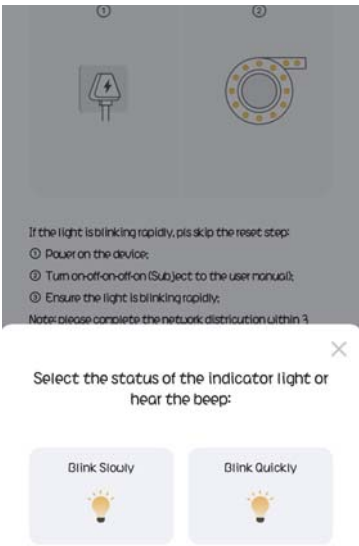 ① ②
If the light is blinking rapidly, pls skip the reset step:
① Power on the device;
② Turn on-off-on-off-on (Subject to the user manual);
③ Ensure the light is blinking rapidly;
Note: please complete the network distribution within 3
Select the status of the indicator light or
hear the beep:
Blink Slowly Blink Quickly